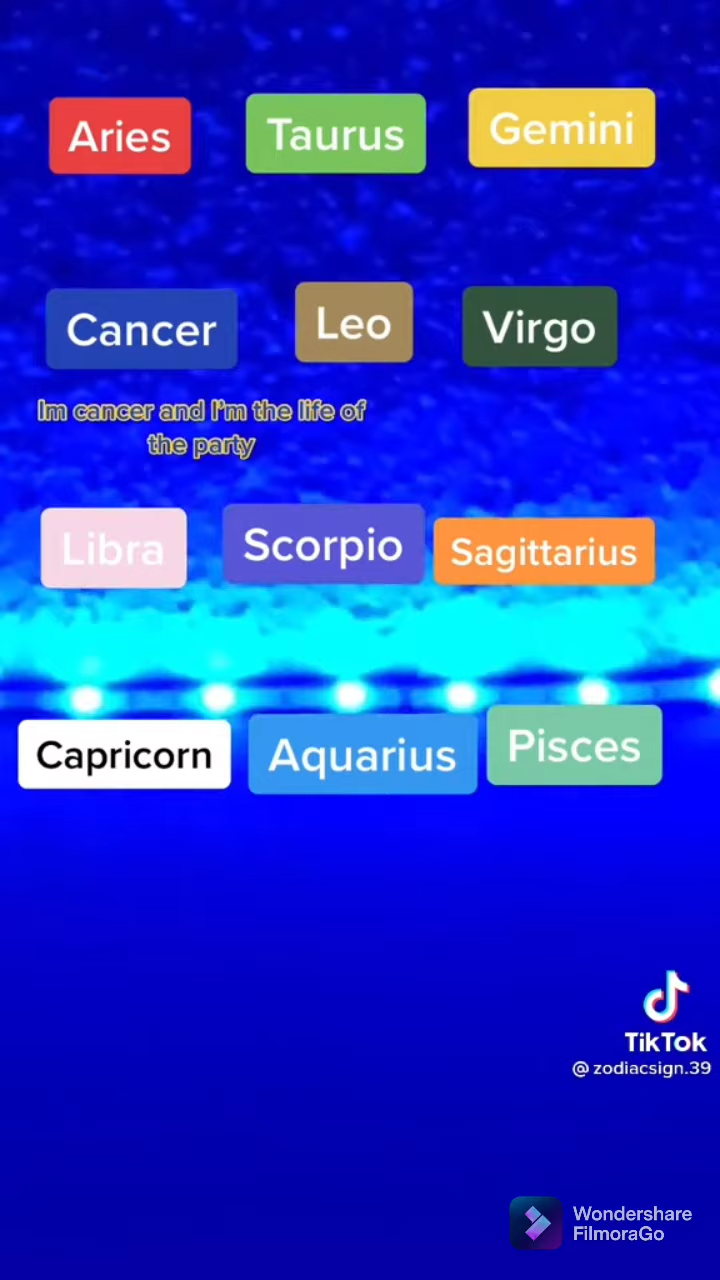 Aries Taurus Gemini
Cancer Leo Virgo
Im cancer and I'm the life of
the party
Libra Scorpio Sagittarius
Capricorn Aquarius Pisces
TikTok
@zodiacsign.39
Wondershare
FilmoraGo